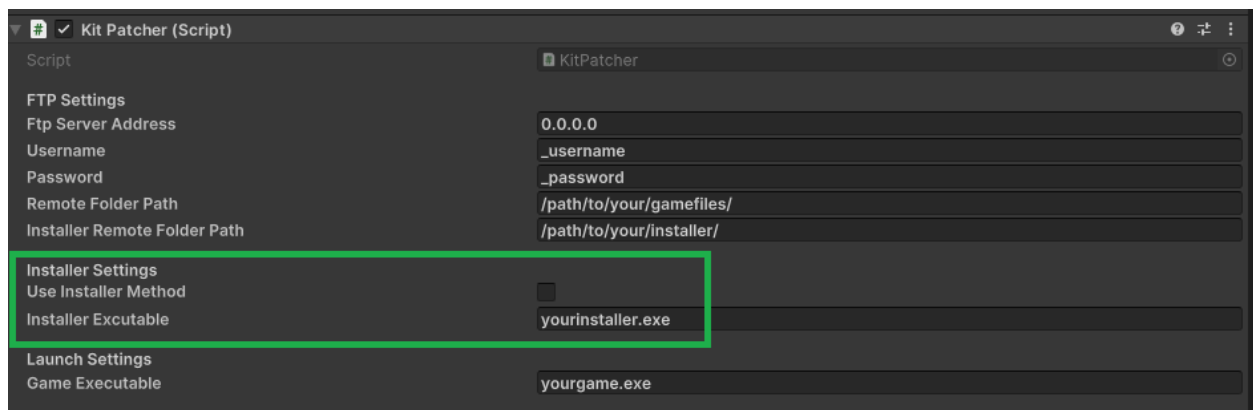 # Kit Patcher (Script)
Script # KitPatcher
FTP Settings
Ftp Server Address 0.0.0.0
Username _username
Password _password
Remote Folder Path /path/to/your/gamefiles/
Installer Remote Folder Path /path/to/your/installer/
Installer Settings
Use Installer Method
Installer Excutable yourinstaller.exe
Launch Settings
Game Executable yourgame.exe